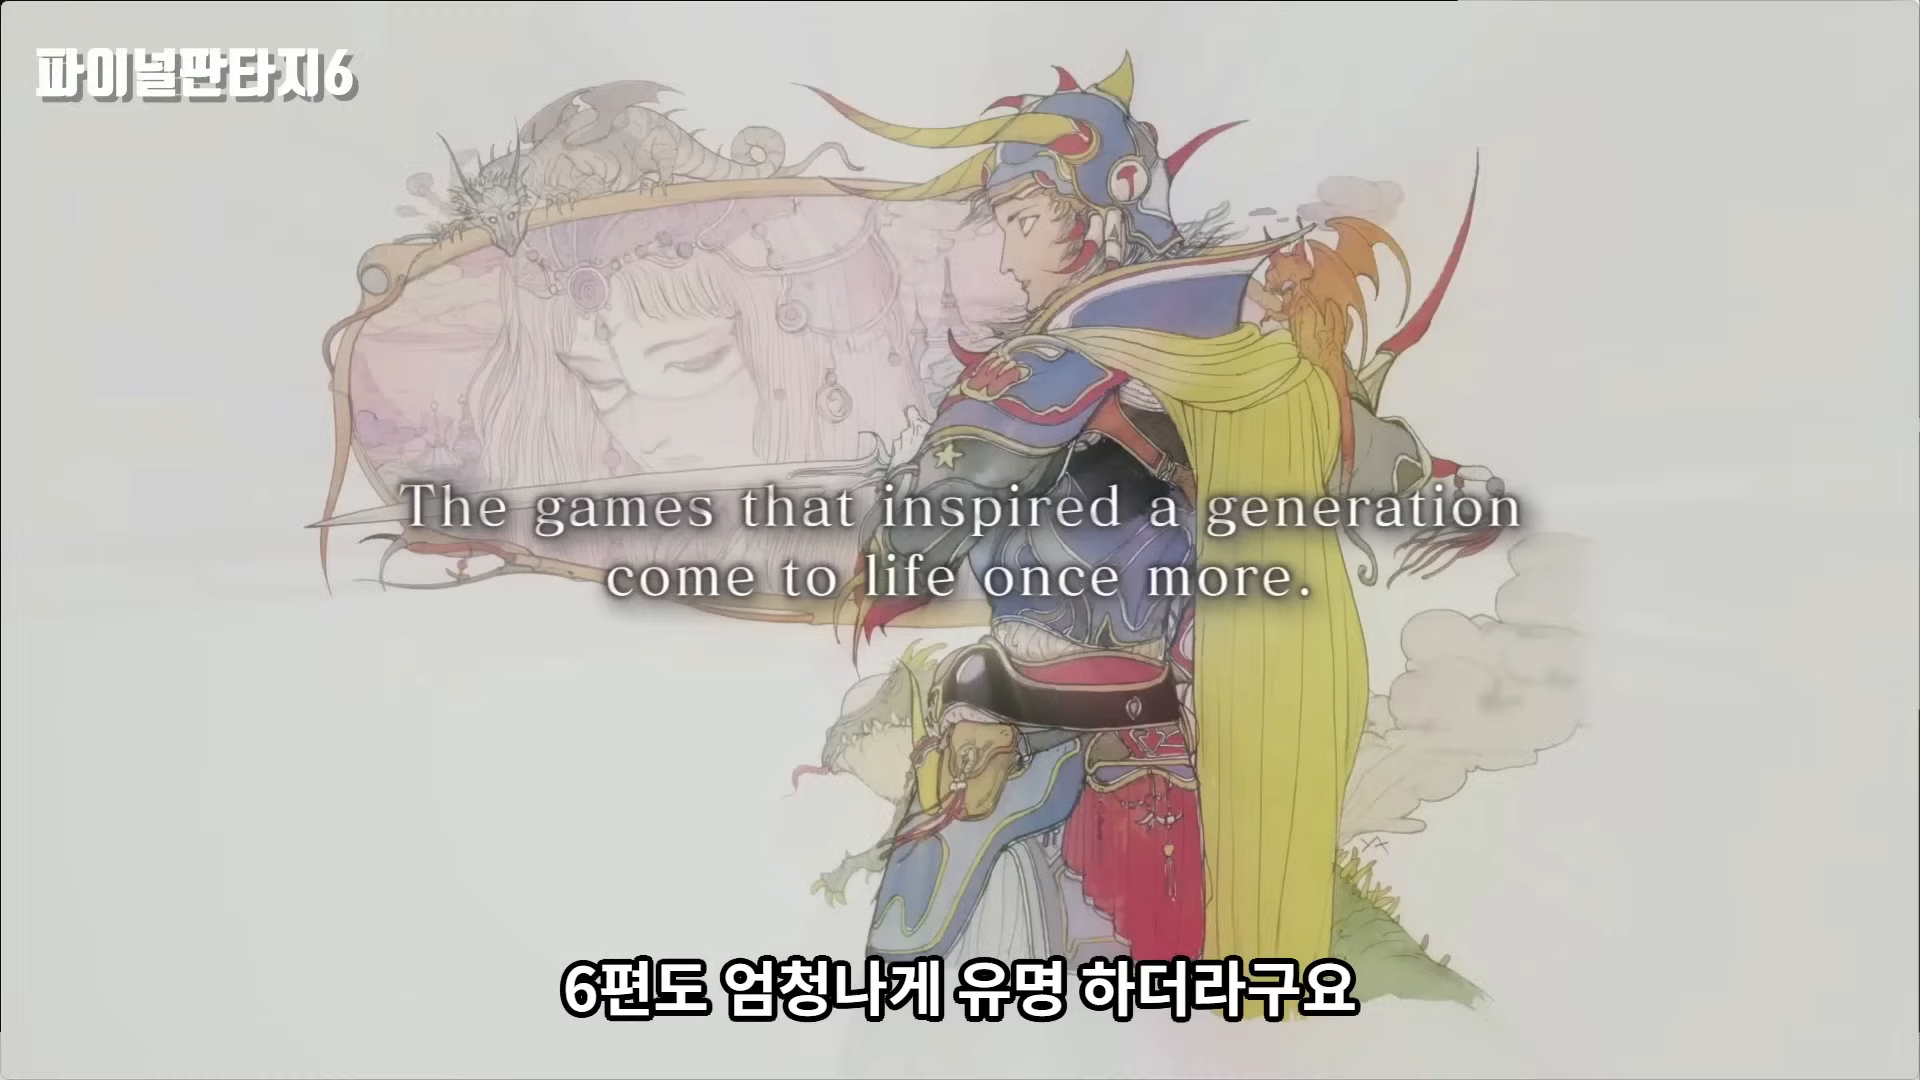 파이널판타지6
The games that inspired a generation
come to life once more.
6편도 엄청나게 유명 하더라구요